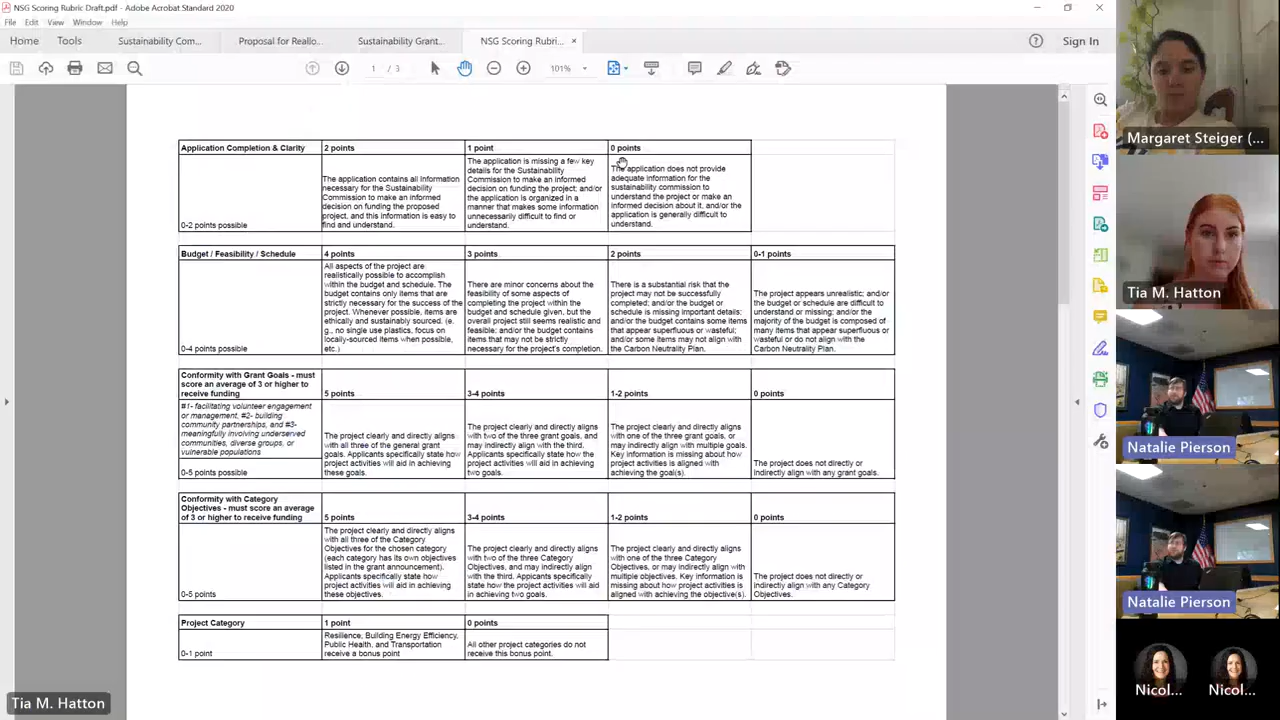 NSG Scoring Rubric Draft.pdf - Adobe Acrobat Standard 2020
File Edit View Window Help
Home Tools Sustainability Com... Proposal for Reallo... Sustainability Grant... NSG Scoring Rubri... × Sign In
1 / 3 101%
Application Completion & Clarity
2 points
1 point
0 points
0-2 points possible
The application contains all Information
necessary for the Sustainability
Commission to make an informed
decision on funding the proposed
project, and this information is easy to
find and understand.
The application is missing a few key
details for the Sustainability
Commission to make an informed
decision on funding the project; and/or
the application is organized in a
manner that makes some information
unnecessarily difficult to find or
understand.
The application does not provide
adequate information for the
sustainability commission to
understand the project or make an
informed decision about it, and/or the
application is generally difficult to
understand.
Budget / Feasibility / Schedule
4 points
3 points
2 points
0-1 points
0-4 points possible
All aspects of the project are
realistically possible to accomplish
within the budget and schedule. The
budget contains only items that are
strictly necessary for the success of the
project. Whenever possible, items are
ethically and sustainably sourced. (e.
g., no single use plastics, focus on
locally-sourced items when possible,
etc.)
There are minor concerns about the
feasibility of some aspects of
completing the project within the
budget and schedule given, but the
overall project still seems realistic and
feasible; and/or the budget contains
items that may not be strictly
necessary for the project's completion.
There is a substantial risk that the
project may not be successfully
completed; and/or the budget or
schedule is missing important details;
and/or the budget contains some items
that appear superfluous or wasteful;
and/or some items may not align with
the Carbon Neutrality Plan.
The project appears unrealistic; and/or
the budget or schedule are difficult to
understand or missing; and/or the
majority of the budget is composed of
many items that appear superfluous or
wasteful or do not align with the
Carbon Neutrality Plan.
Conformity with Grant Goals - must
score an average of 3 or higher to
receive funding
5 points
3-4 points
1-2 points
0 points
#1- facilitating volunteer engagement
or management, #2- building
community partnerships, and #3-
meaningfully involving underserved
communities, diverse groups, or
vulnerable populations
0-5 points possible
The project clearly and directly aligns
with all three of the general grant
goals. Applicants specifically state how
project activities will aid in achieving
these goals.
The project clearly and directly aligns
with two of the three grant goals, and
may indirectly align with the third.
Applicants specifically state how the
project activities will aid in achieving
two goals.
The project clearly and directly aligns
with one of the three grant goals, or
may indirectly align with multiple goals.
Key information is missing about how
project activities is aligned with
achieving the goal(s).
The project does not directly or
indirectly align with any grant goals.
Conformity with Category
Objectives - must score an average
of 3 or higher to receive funding
5 points
3-4 points
1-2 points
0 points
0-5 points
The project clearly and directly aligns
with all three of the Category
Objectives for the chosen category
(each category has its own objectives
listed in the grant announcement).
Applicants specifically state how
project activities will aid in achieving
these objectives.
The project clearly and directly aligns
with two of the three Category
Objectives, and may indirectly align
with the third. Applicants specifically
state how the project activities will aid
in achieving two goals.
The project clearly and directly aligns
with one of the three Category
Objectives, or may indirectly align with
multiple objectives. Key information is
missing about how project activities is
aligned with achieving the objective(s).
The project does not directly or
indirectly align with any Category
Objectives.
Project Category
1 point
0 points
0-1 point
Resilience, Building Energy Efficiency,
Public Health, and Transportation
receive a bonus point
All other project categories do not
receive this bonus point.
Tia M. Hatton
Margaret Steiger (...
Tia M. Hatton
Natalie Pierson
Natalie Pierson
Nicol... Nicol...